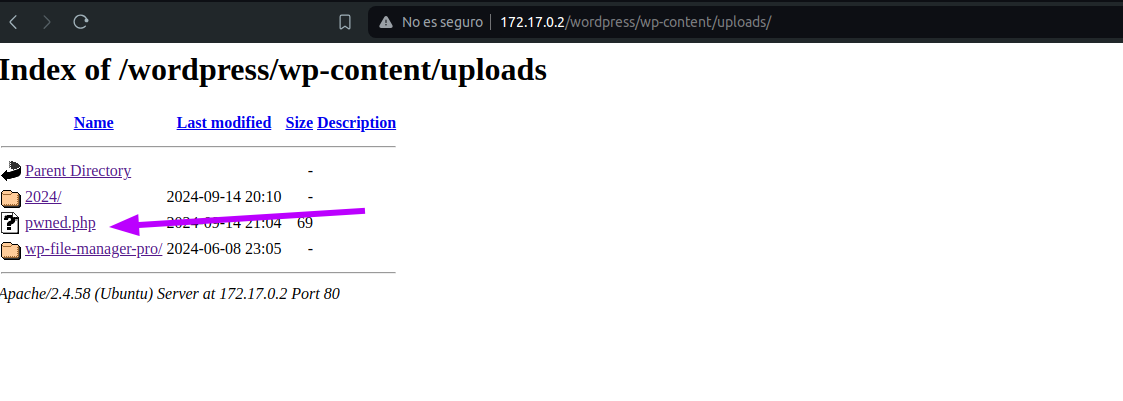 No es seguro 172.17.0.2/wordpress/wp-content/uploads/
Index of /wordpress/wp-content/uploads
Name Last modified Size Description
Parent Directory -
2024/ 2024-09-14 20:10 -
pwned.php 2024-09-14 21:04 69
wp-file-manager-pro/ 2024-06-08 23:05 -
Apache/2.4.58 (Ubuntu) Server at 172.17.0.2 Port 80